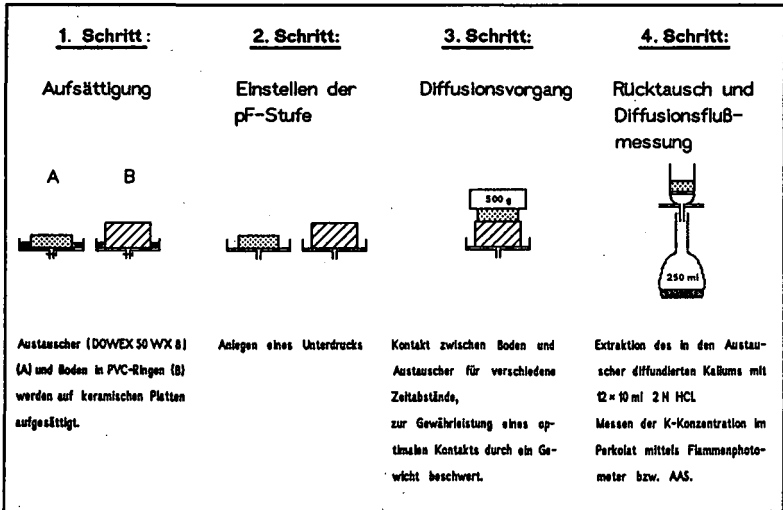 1. Schritt:
Aufsättigung
A B
Austauscher (DOWEX 50 WX 8)
(A) und Boden in PVC-Ringen (B)
werden auf keramischen Platten
aufgesättigt.
2. Schritt:
Einstellen der
pF-Stufe
Anlegen eines Unterdrucks
3. Schritt:
Diffusionsvorgang
500 g
Kontakt zwischen Boden und
Austauscher für verschiedene
Zeitabstände,
zur Gewährleistung eines op-
timalen Kontakts durch ein Ge-
wicht beschwert.
4. Schritt:
Rücktausch und
Diffusionsfluß-
messung
250 ml
Extraktion des in den Austau-
scher diffundierten Kaliums mit
12 × 10 ml 2 N HCL
Messen der K-Konzentration im
Perkolat mittels Flammenphoto-
meter bzw. AAS.